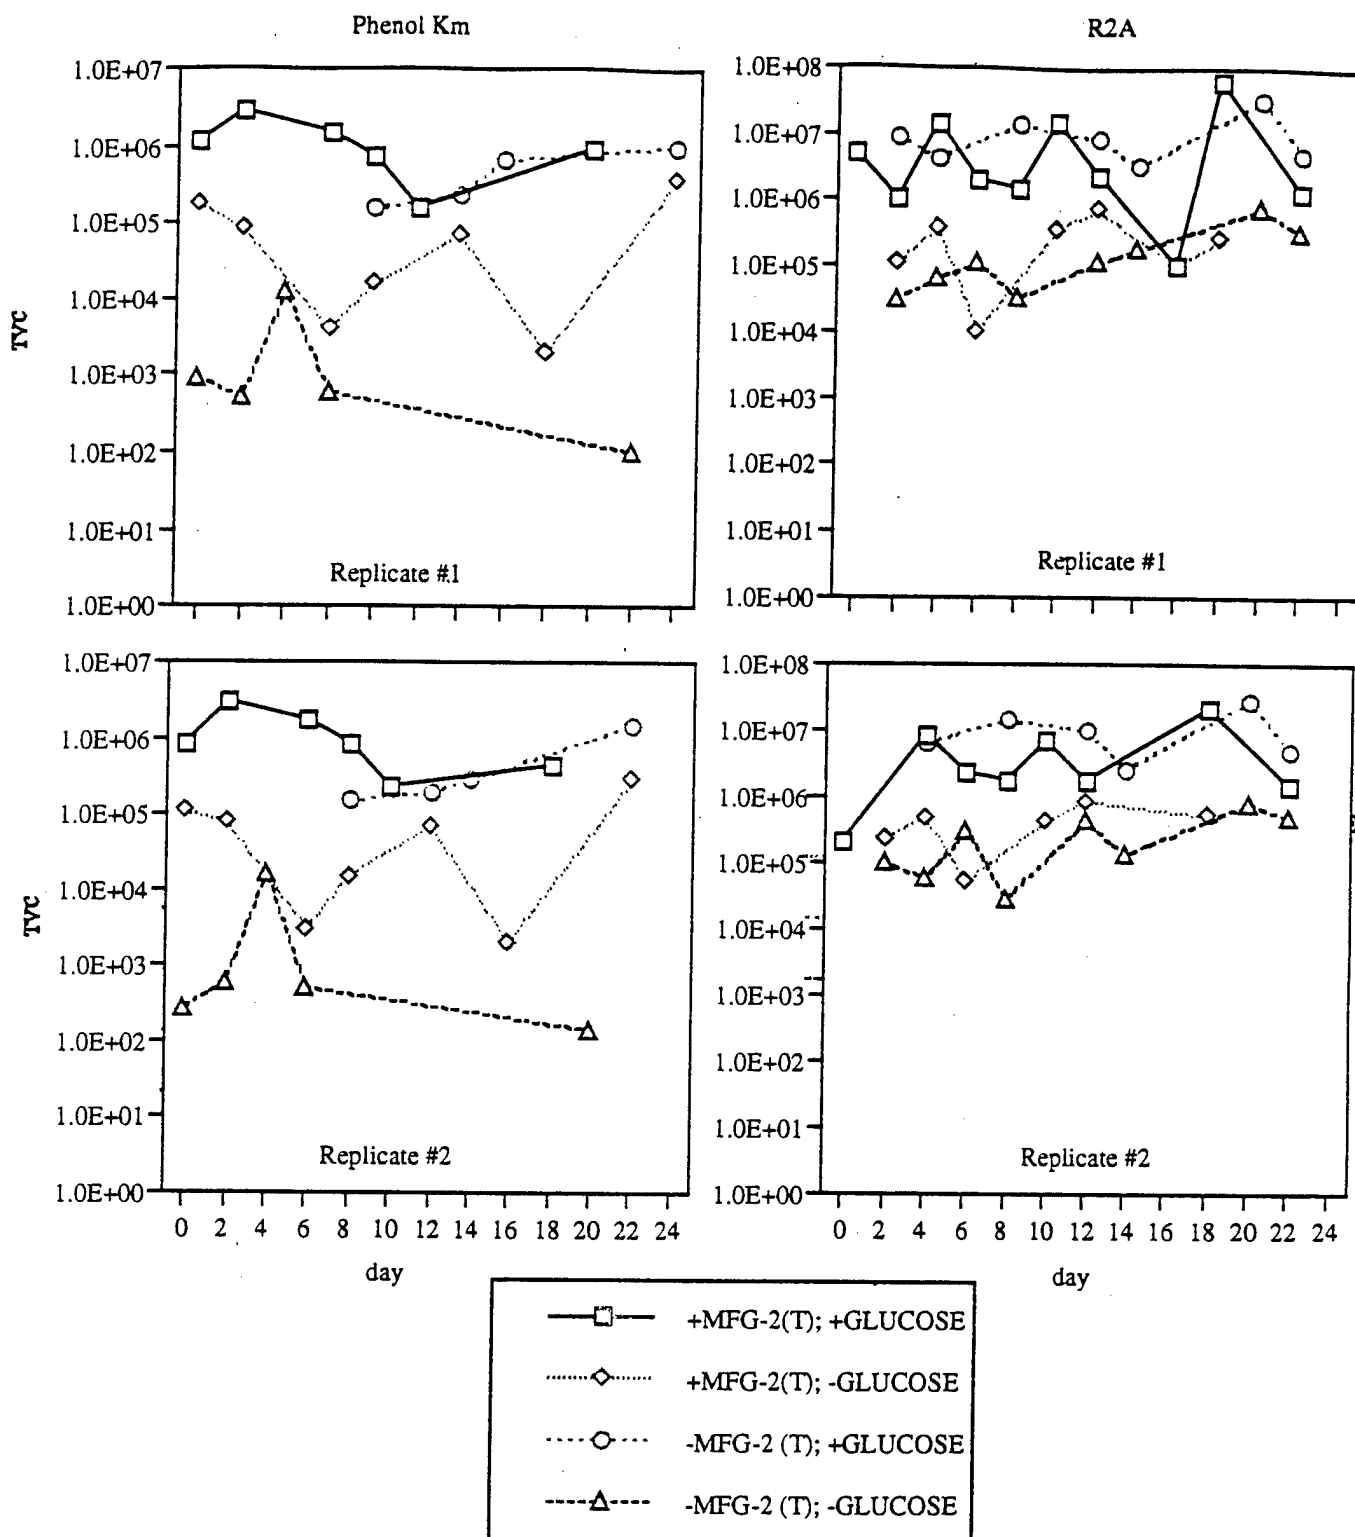 Phenol Km
R2A
1.0E+07
1.0E+06
1.0E+05
1.0E+04
1.0E+03
1.0E+02
1.0E+01
1.0E+00
TVC
Replicate #1
1.0E+08
1.0E+07
1.0E+06
1.0E+05
1.0E+04
1.0E+03
1.0E+02
1.0E+01
1.0E+00
Replicate #1
1.0E+07
1.0E+06
1.0E+05
1.0E+04
1.0E+03
1.0E+02
1.0E+01
1.0E+00
TVC
Replicate #2
0 2 4 6 8 10 12 14 16 18 20 22
day
1.0E+08
1.0E+07
1.0E+06
1.0E+05
1.0E+04
1.0E+03
1.0E+02
1.0E+01
1.0E+00
Replicate #2
0 2 4 6 8 10 12 14 16 18 20 22 24
day
+MFG-2(T); +GLUCOSE
+MFG-2(T); -GLUCOSE
-MFG-2 (T); +GLUCOSE
-MFG-2 (T); -GLUCOSE